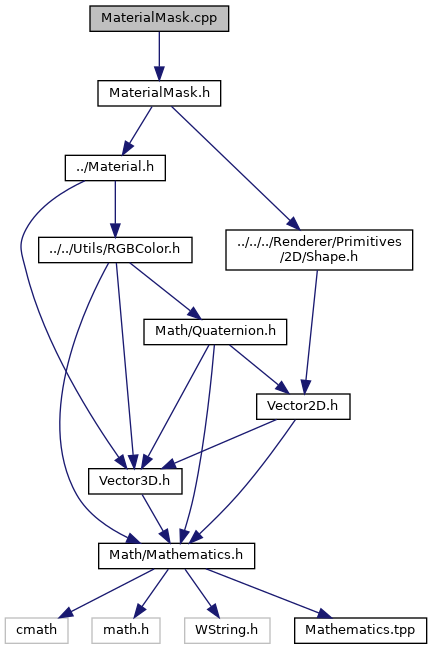 MaterialMask.cpp
MaterialMask.h
../Material.h
../../Utils/RGBColor.h
../../../Renderer/Primitives
/2D/Shape.h
Math/Quaternion.h
Vector2D.h
Vector3D.h
Math/Mathematics.h
cmath
math.h
WString.h
Mathematics.tpp